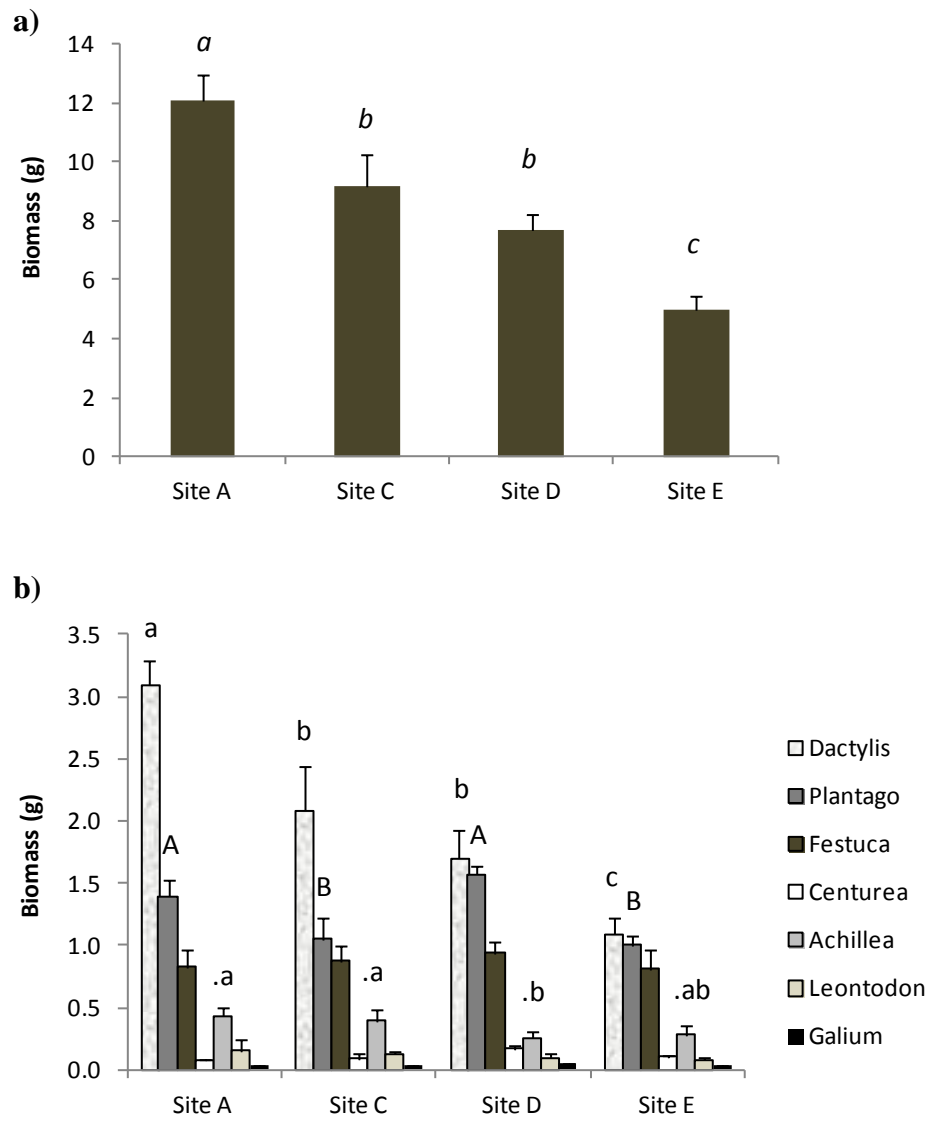 a)
14
12
10
8
6
4
2
0
Biomass (g)
a
b
b
c
Site A Site C Site D Site E
b)
3.5
3.0
2.5
2.0
1.5
1.0
0.5
0.0
Biomass (g)
a
A
.a
b
B
.a
b
A
.b
c
B
.ab
Site A Site C Site D Site E
Dactylis
Plantago
Festuca
Centurea
Achillea
Leontodon
Galium